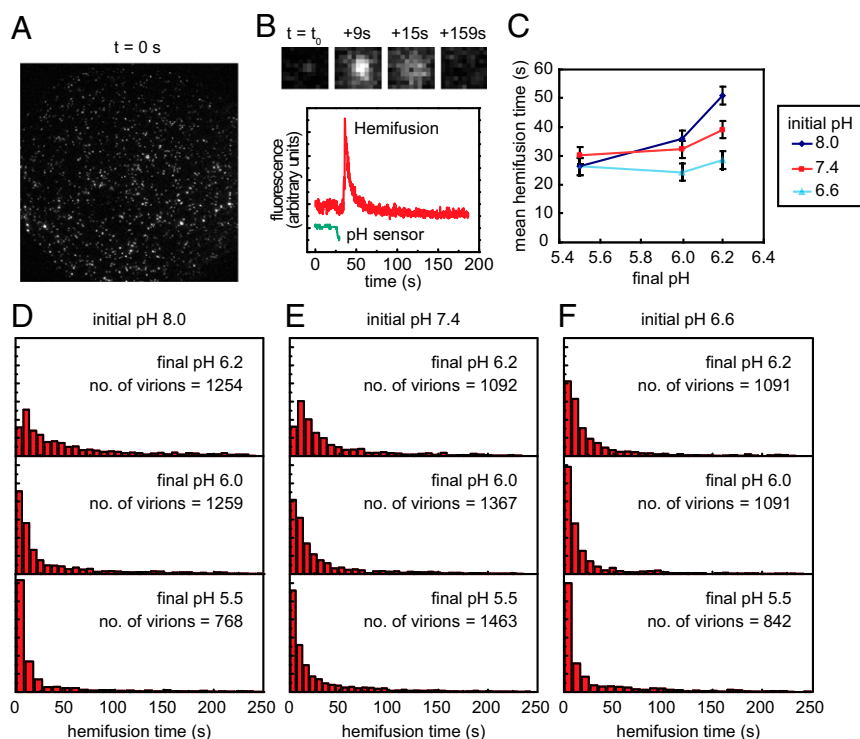 A
t = 0 s
B
t = t0 +9s +15s +159s
Hemifusion
pH sensor
fluorescence
(arbitrary units)
0 50 100 150 200
time (s)
C
mean hemifusion time (s)
60
50
40
30
20
10
0
5.4 5.6 5.8 6.0 6.2 6.4
final pH
initial pH
8.0
7.4
6.6
D
initial pH 8.0
final pH 6.2
no. of virions = 1254
final pH 6.0
no. of virions = 1259
final pH 5.5
no. of virions = 768
0 50 100 150 200 250
hemifusion time (s)
E
initial pH 7.4
final pH 6.2
no. of virions = 1092
final pH 6.0
no. of virions = 1367
final pH 5.5
no. of virions = 1463
0 50 100 150 200 250
hemifusion time (s)
F
initial pH 6.6
final pH 6.2
no. of virions = 1091
final pH 6.0
no. of virions = 1091
final pH 5.5
no. of virions = 842
0 50 100 150 200 250
hemifusion time (s)